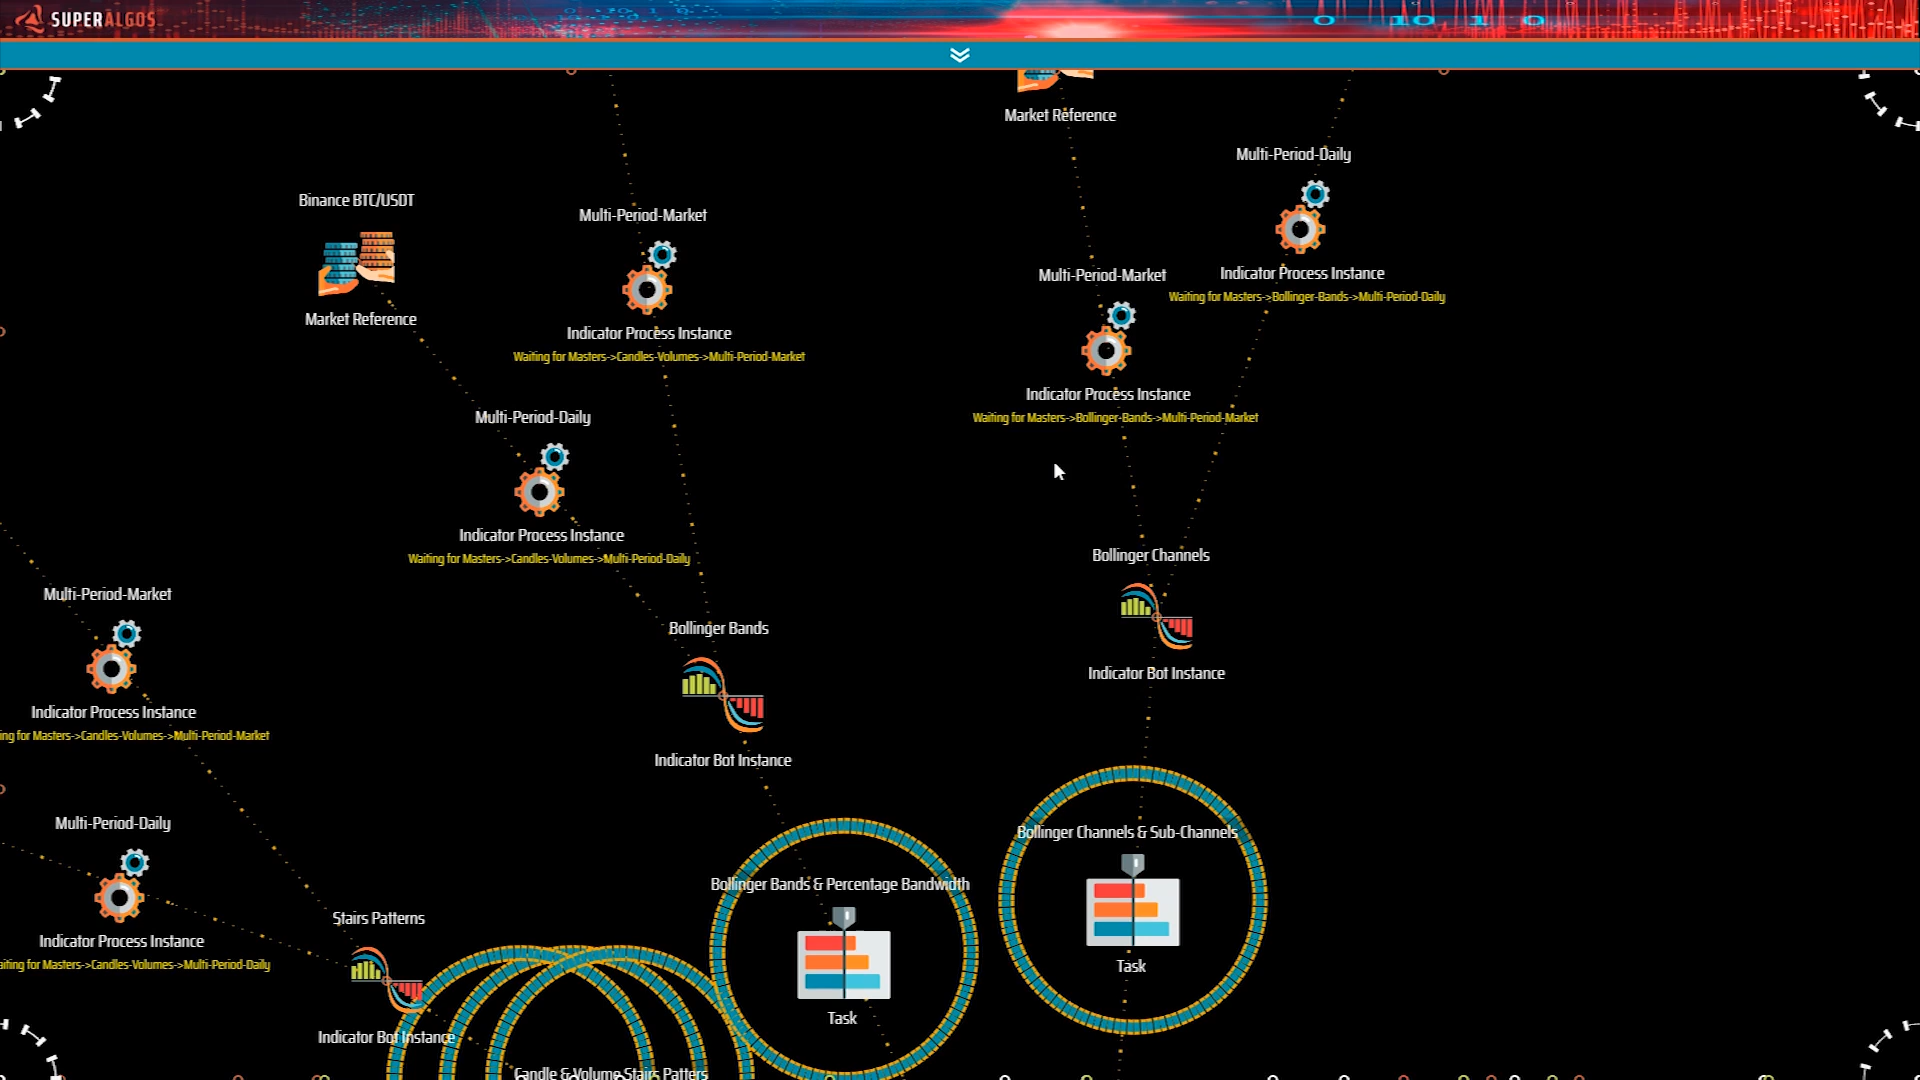 SUPERALGOS
Market Reference
Multi-Period-Daily
Binance BTC/USDT
Multi-Period-Market
Indicator Process Instance
Waiting for Masters->Bollinger-Bands->Multi-Period-Daily
Multi-Period-Market
Market Reference
Indicator Process Instance
Waiting for Masters->Candles-Volumes->Multi-Period-Market
Indicator Process Instance
Waiting for Masters->Bollinger-Bands->Multi-Period-Market
Multi-Period-Daily
Indicator Process Instance
Waiting for Masters->Candles-Volumes->Multi-Period-Daily
Bollinger Channels
Multi-Period-Market
Bollinger Bands
Indicator Bot Instance
Indicator Process Instance
ing for Masters->Candles-Volumes->Multi-Period-Market
Indicator Bot Instance
Multi-Period-Daily
Bollinger Channels & Sub-Channels
Bollinger Bands & Percentage Bandwidth
Stairs Patterns
Indicator Process Instance
aiting for Masters->Candles-Volumes->Multi-Period-Daily
Task
Task
Indicator Bot Instance
Candle & Volume Stairs Patters